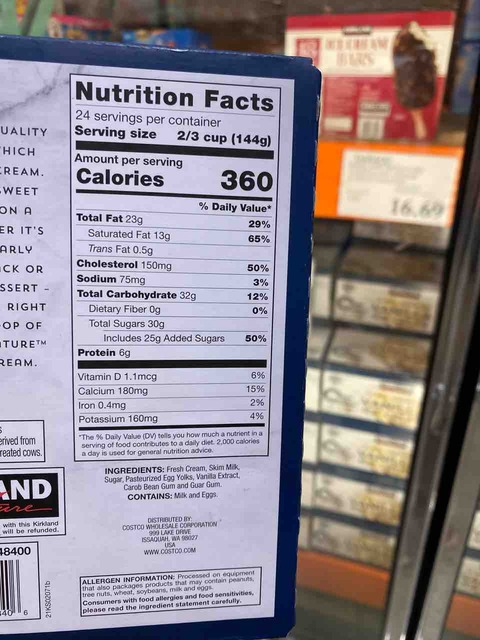 UALITY
HICH
REAM.
SWEET
ON A
ER IT'S
ARLY
CK OR
SSERT –
RIGHT
OP OF
ATURE™
REAM.
Nutrition Facts
24 servings per container
Serving size 2/3 cup (144g)
Amount per serving
Calories 360
% Daily Value*
Total Fat 23g 29%
Saturated Fat 13g 65%
Trans Fat 0.5g
Cholesterol 150mg 50%
Sodium 75mg 3%
Total Carbohydrate 32g 12%
Dietary Fiber 0g 0%
Total Sugars 30g
Includes 25g Added Sugars 50%
Protein 6g
Vitamin D 1.1mcg 6%
Calcium 180mg 15%
Iron 0.4mg 2%
Potassium 160mg 4%
*The % Daily Value (DV) tells you how much a nutrient in a
serving of food contributes to a daily diet. 2,000 calories
a day is used for general nutrition advice.
INGREDIENTS: Fresh Cream, Skim Milk,
Sugar, Pasteurized Egg Yolks, Vanilla Extract,
Carob Bean Gum and Guar Gum.
CONTAINS: Milk and Eggs.
DISTRIBUTED BY:
COSTCO WHOLESALE CORPORATION
999 LAKE DRIVE
ISSAQUAH, WA 98027
USA
WWW.COSTCO.COM
ALLERGEN INFORMATION: Processed on equipment
that also packages products that may contain peanuts,
tree nuts, wheat, soybeans, milk and eggs.
Consumers with food allergies and food sensitivities,
please read the ingredient statement carefully.
s
erived from
reated cows.
AND
with this Kirkland
will be refunded.
48400
6
21KS02071b
BARS
16.69